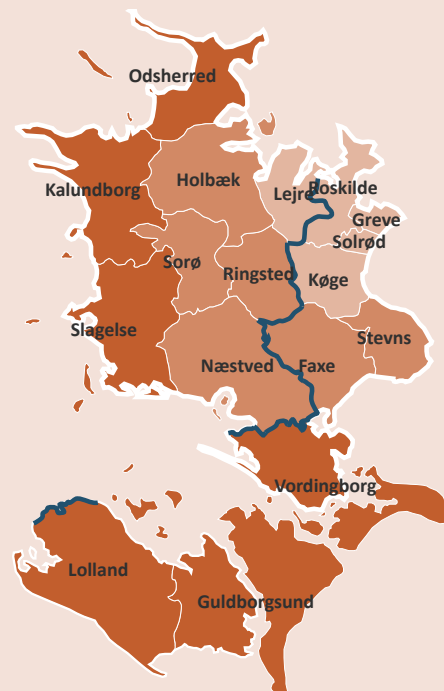 Odsherred
Kalundborg
Holbæk
Lejre
Roskilde
Greve
Solrød
Sorø
Ringsted
Køge
Slagelse
Stevns
Næstved
Faxe
Vordingborg
Lolland
Guldborgsund